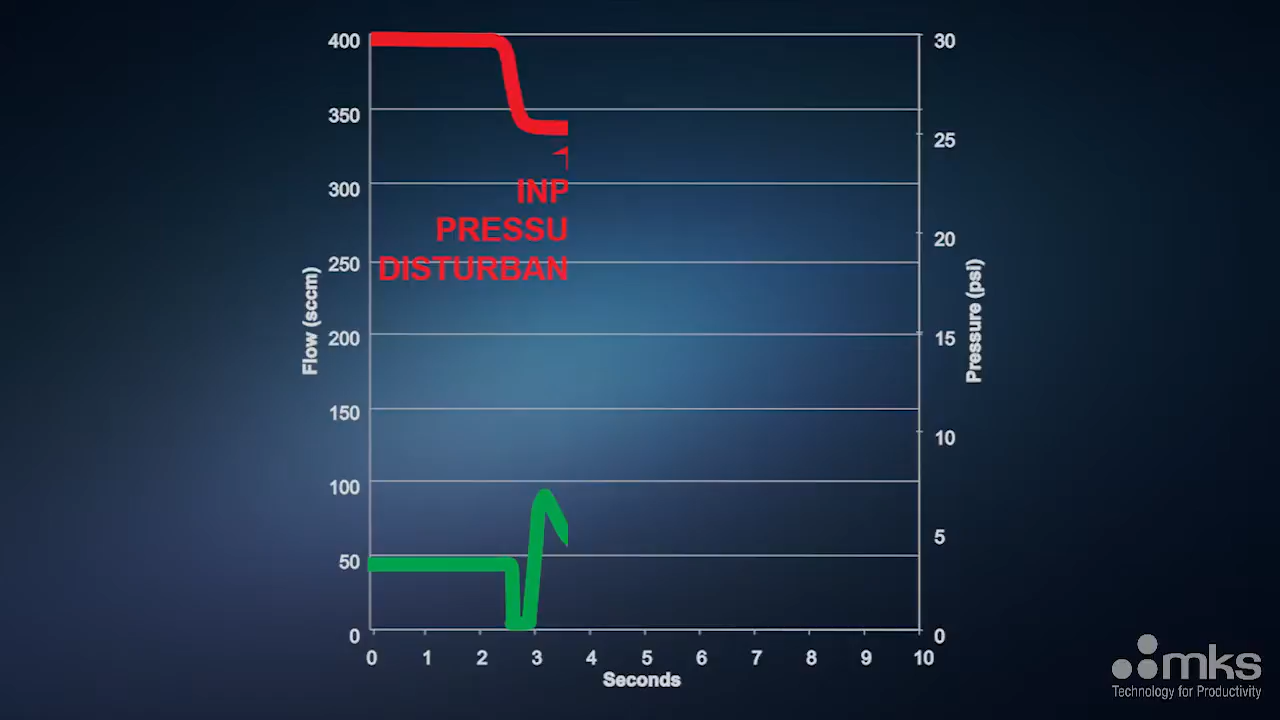 400
350
300
250
200
150
100
50
0
Flow (sccm)
INP
PRESSU
DISTURBAN
30
25
20
15
10
5
0
Pressure (psi)
0 1 2 3 4 5 6 7 8 9 10
Seconds
mks
Technology for Productivity